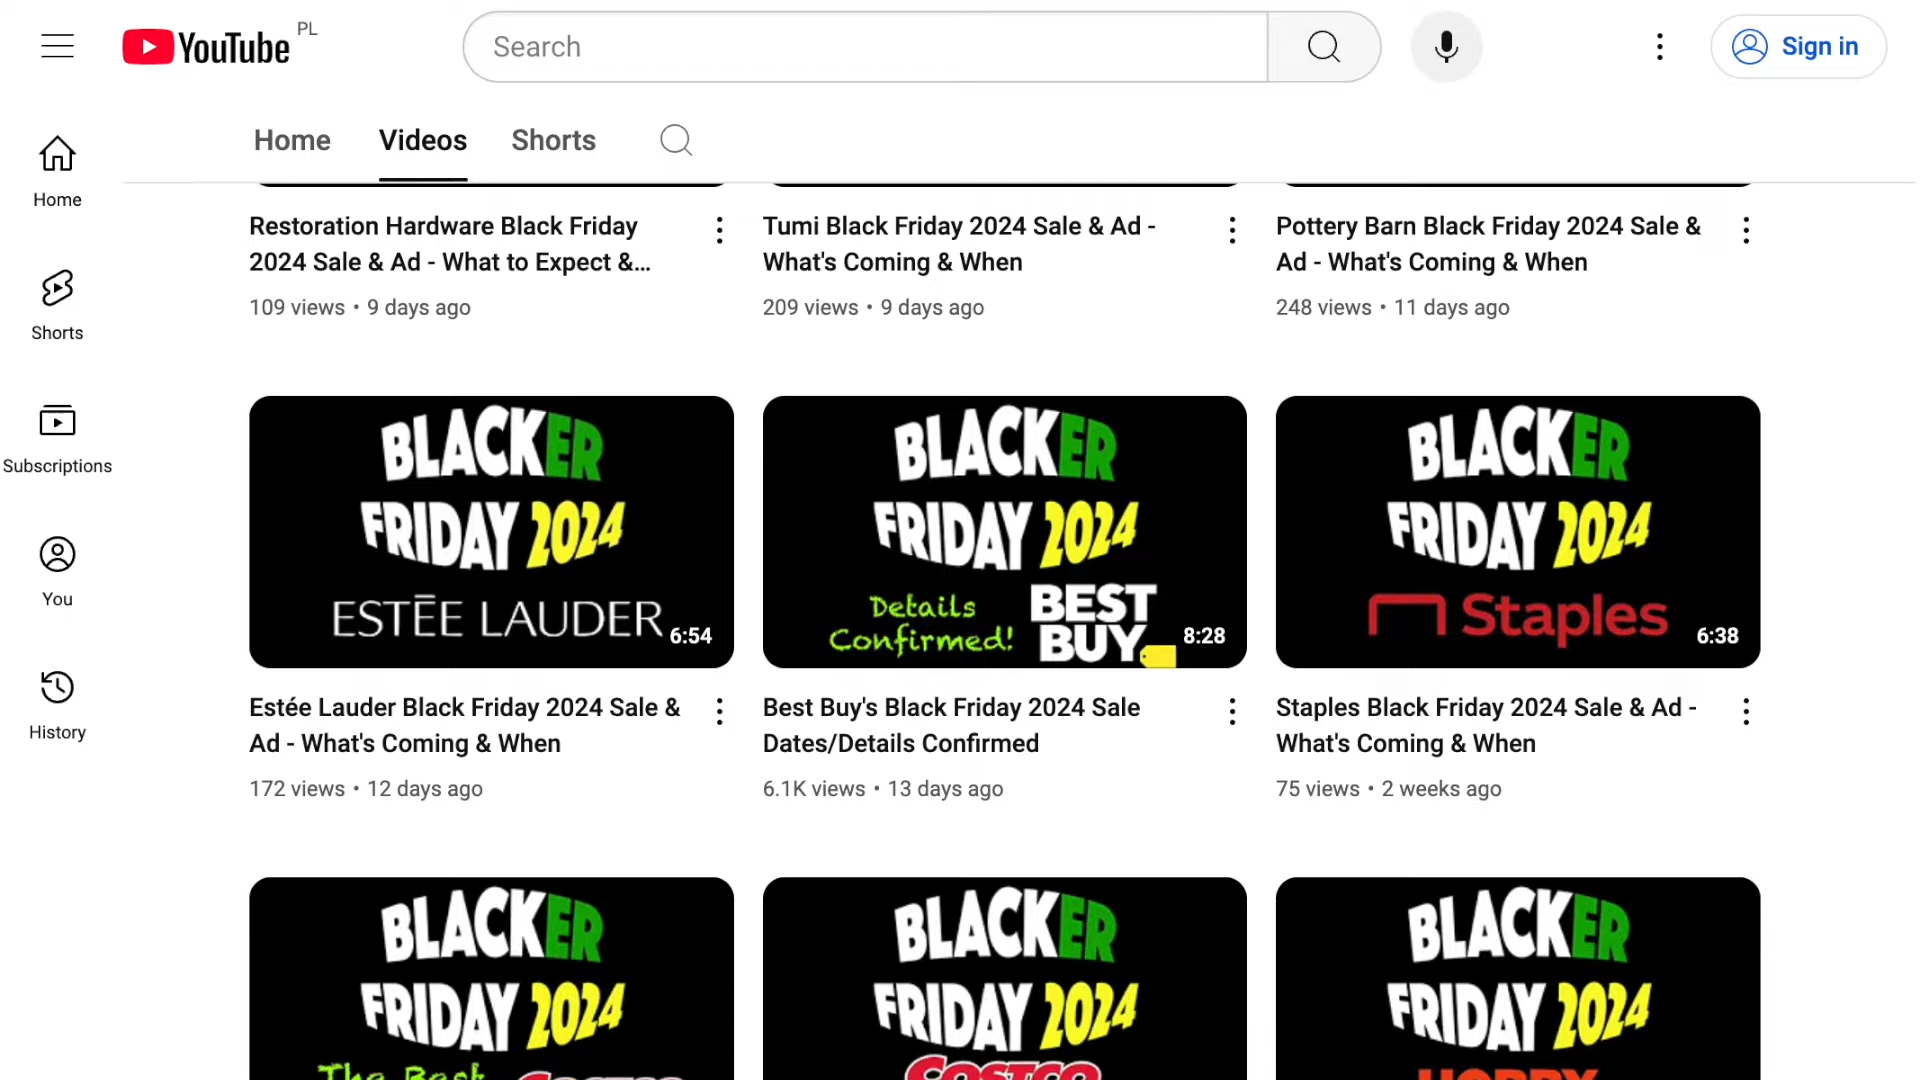 YouTube PL
Search
Sign in
Home
Videos
Shorts
Home
Shorts
Subscriptions
You
History
Restoration Hardware Black Friday
2024 Sale & Ad - What to Expect &...
109 views • 9 days ago
Tumi Black Friday 2024 Sale & Ad -
What's Coming & When
209 views • 9 days ago
Pottery Barn Black Friday 2024 Sale &
Ad - What's Coming & When
248 views • 11 days ago
BLACKER
FRIDAY 2024
ESTĒE LAUDER
6:54
Estée Lauder Black Friday 2024 Sale &
Ad - What's Coming & When
172 views • 12 days ago
BLACKER
FRIDAY 2024
Details
Confirmed!
BEST
BUY
8:28
Best Buy's Black Friday 2024 Sale
Dates/Details Confirmed
6.1K views • 13 days ago
BLACKER
FRIDAY 2024
Staples
6:38
Staples Black Friday 2024 Sale & Ad -
What's Coming & When
75 views • 2 weeks ago
BLACKER
FRIDAY 2024
The Best
COSTCO
BLACKER
FRIDAY 2024
COSTCO
BLACKER
FRIDAY 2024
HOBBY